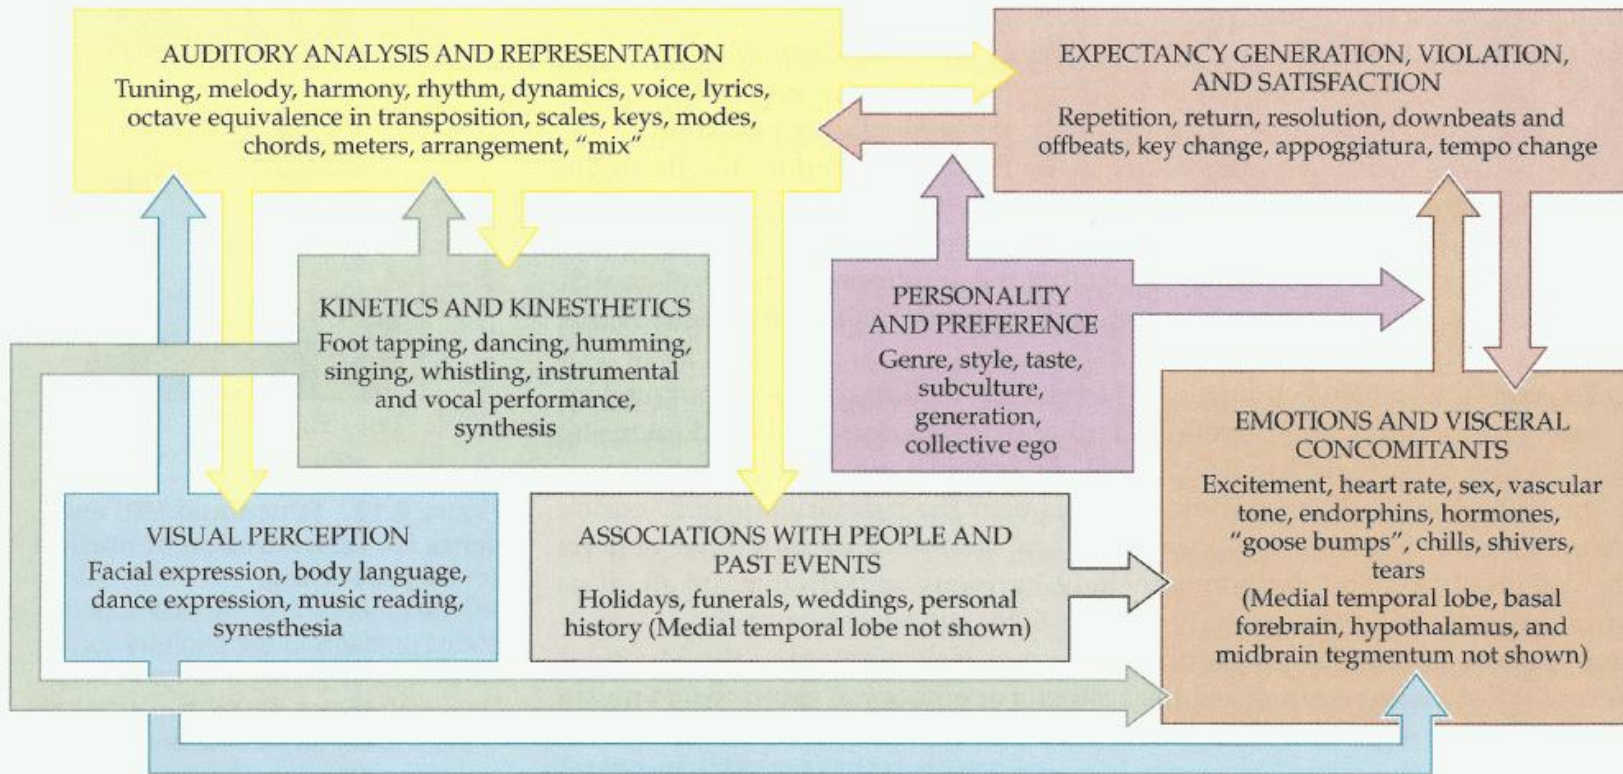 AUDITORY ANALYSIS AND REPRESENTATION
Tuning, melody, harmony, rhythm, dynamics, voice, lyrics,
octave equivalence in transposition, scales, keys, modes,
chords, meters, arrangement, “mix”
EXPECTANCY GENERATION, VIOLATION,
AND SATISFACTION
Repetition, return, resolution, downbeats and
offbeats, key change, appoggiatura, tempo change
KINETICS AND KINESTHETICS
Foot tapping, dancing, humming,
singing, whistling, instrumental
and vocal performance,
synthesis
PERSONALITY
AND PREFERENCE
Genre, style, taste,
subculture,
generation,
collective ego
EMOTIONS AND VISCERAL
CONCOMITANTS
Excitement, heart rate, sex, vascular
tone, endorphins, hormones,
“goose bumps”, chills, shivers,
tears
(Medial temporal lobe, basal
forebrain, hypothalamus, and
midbrain tegmentum not shown)
VISUAL PERCEPTION
Facial expression, body language,
dance expression, music reading,
synesthesia
ASSOCIATIONS WITH PEOPLE AND
PAST EVENTS
Holidays, funerals, weddings, personal
history (Medial temporal lobe not shown)